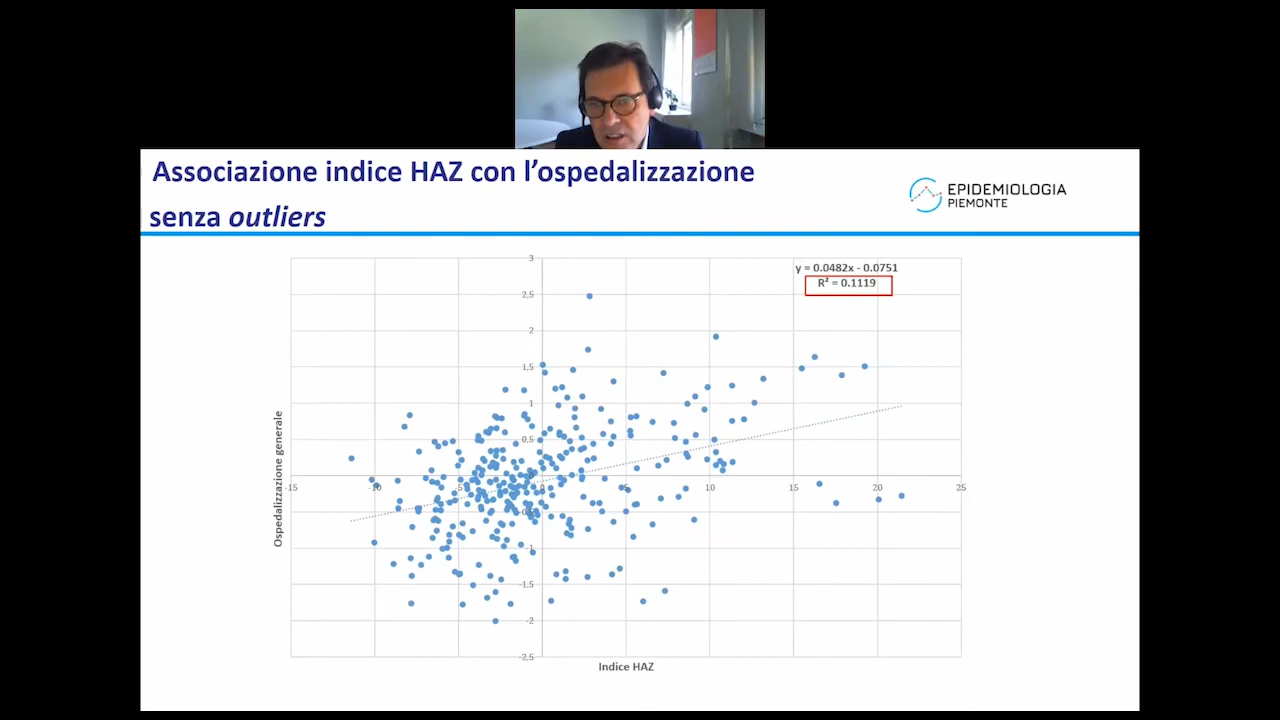 Associazione indice HAZ con l'ospedalizzazione
senza outliers
EPIDEMIOLOGIA
PIEMONTE
y = 0.0482x - 0.0751
R² = 0.1119
3
2,5
2
1,5
1
0,5
0
-0,5
-1
-1,5
-2
-2,5
-15
-10
-5
5
10
15
20
25
Ospedalizzazione generale
Indice HAZ